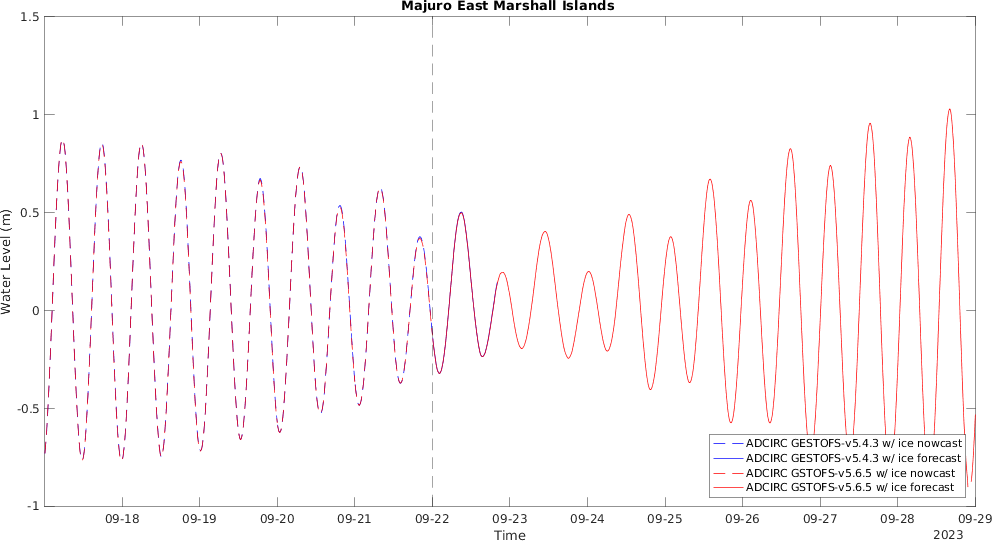 Majuro East Marshall Islands
1.5
1
0.5
0
-0.5
-1
Water Level (m)
09-18
09-19
09-20
09-21
09-22
09-23
09-24
09-25
09-26
09-27
09-28
09-29
Time
2023
ADCIRC GESTOFS-v5.4.3 w/ ice nowcast
ADCIRC GESTOFS-v5.4.3 w/ ice forecast
ADCIRC GSTOFS-v5.6.5 w/ ice nowcast
ADCIRC GSTOFS-v5.6.5 w/ ice forecast